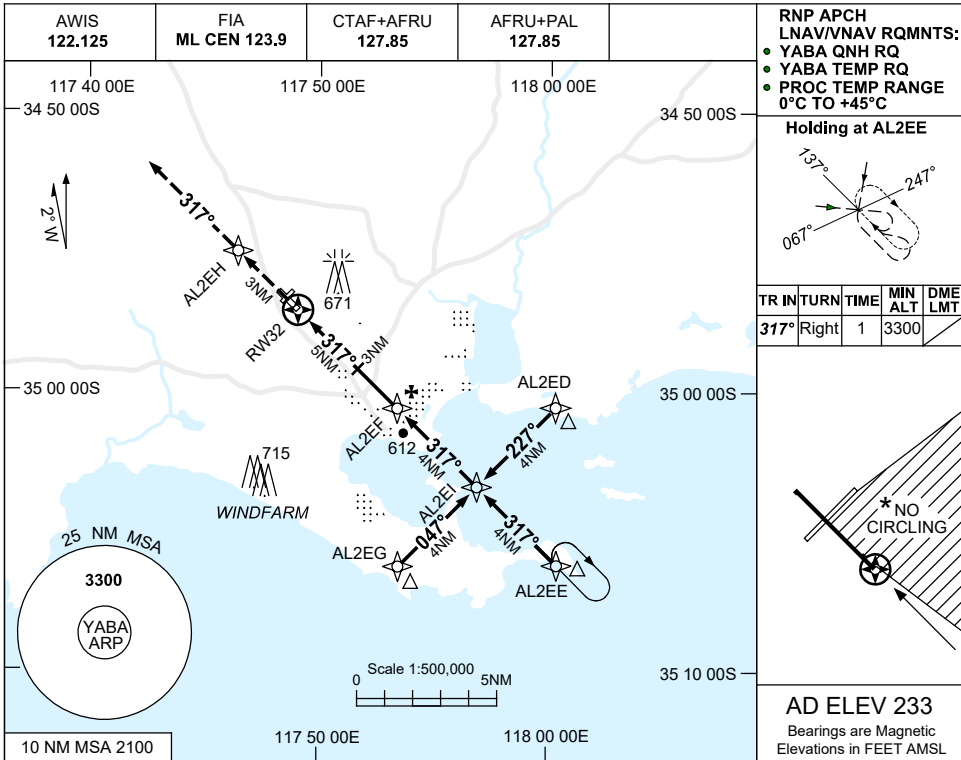 AWIS
122.125
FIA
ML CEN 123.9
CTAF+AFRU
127.85
AFRU+PAL
127.85
RNP APCH
LNAV/VNAV RQMNTS:
YABA QNH RQ
YABA TEMP RQ
PROC TEMP RANGE
0°C TO +45°C
Holding at AL2EE
137°
247°
067°
TR IN TURN TIME MIN ALT DME LMT
317° Right 1 3300
*NO
CIRCLING
AD ELEV 233
Bearings are Magnetic
Elevations in FEET AMSL
117 40 00E
117 50 00E
118 00 00E
34 50 00S
34 50 00S
2° W
317°
AL2EH
3NM
671
RW32
317°
5NM
3NM
35 00 00S
35 00 00S
AL2ED
AL2EF
612
317°
4NM
227°
4NM
715
WINDFARM
AL2EI
047°
4NM
317°
4NM
AL2EG
AL2EE
25 NM MSA
3300
YABA
ARP
Scale 1:500,000
0
5NM
35 10 00S
10 NM MSA 2100
117 50 00E
118 00 00E